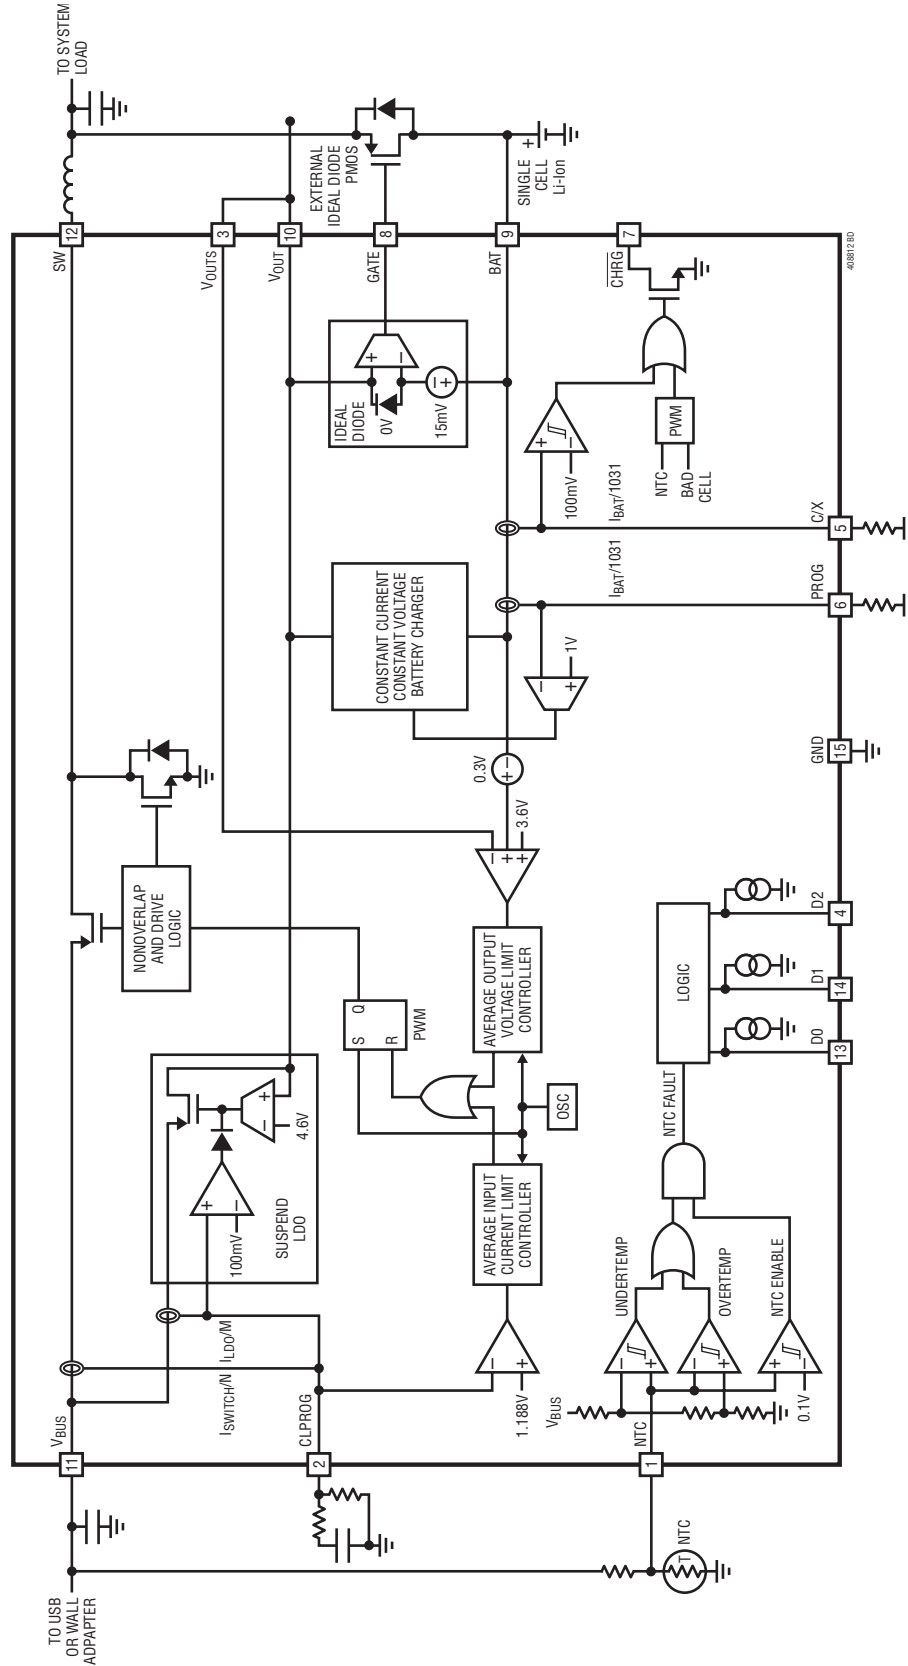 TO USB
OR WALL
ADPAPTER
11
VBUS
SW
12
TO SYSTEM
LOAD
ISWITCH/N
ILDO/M
SUSPEND
LDO
100mV
+
−
4.6V
−
+
NONOVERLAP
AND DRIVE
LOGIC
VOUTS
3
VOUT
10
S
Q
R
PWM
CONSTANT CURRENT
CONSTANT VOLTAGE
BATTERY CHARGER
IDEAL
DIODE
0V
+
−
15mV
−
+
GATE
8
EXTERNAL
IDEAL DIODE
PMOS
CLPROG
2
1.188V
−
+
AVERAGE INPUT
CURRENT LIMIT
CONTROLLER
OSC
AVERAGE OUTPUT
VOLTAGE LIMIT
CONTROLLER
−
+
+
3.6V
0.3V
+
−
−
+
1V
BAT
9
SINGLE
CELL
Li-Ion
+
IBAT/1031
IBAT/1031
100mV
+
−
NTC
BAD
CELL
PWM
CHRG
7
VBUS
NTC
1
T
NTC
−
+
−
+
+
−
0.1V
UNDERTEMP
OVERTEMP
NTC ENABLE
NTC FAULT
LOGIC
D0
13
D1
14
D2
4
GND
15
PROG
6
C/X
5
408812 BD